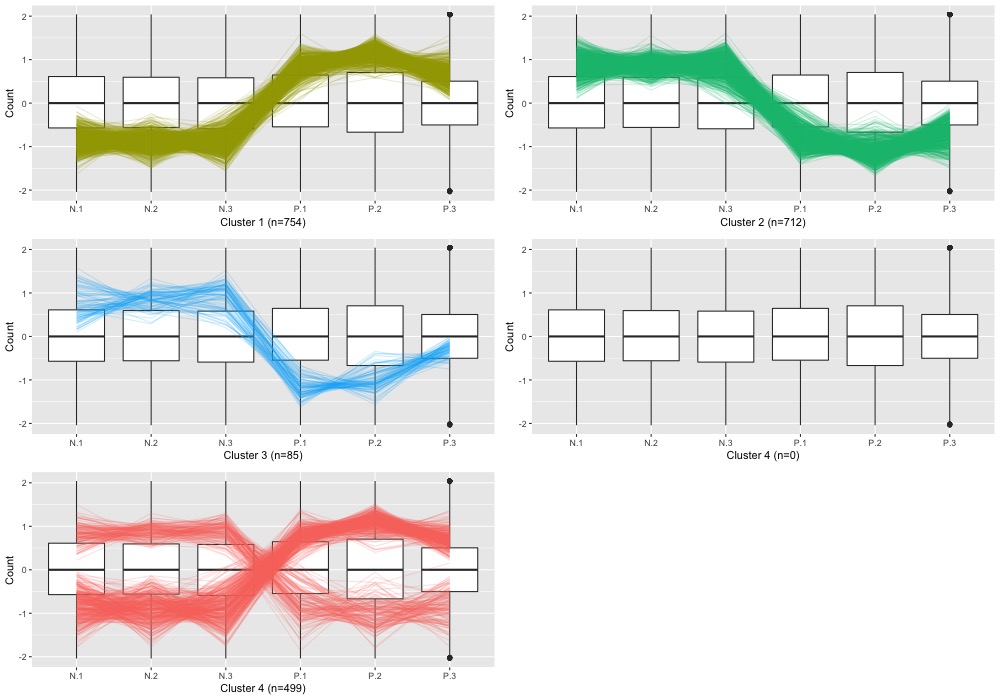 Count
2
1
0
-1
-2
N.1 N.2 N.3 P.1 P.2 P.3
Cluster 1 (n=754)
Count
2
1
0
-1
-2
N.1 N.2 N.3 P.1 P.2 P.3
Cluster 2 (n=712)
Count
2
1
0
-1
-2
N.1 N.2 N.3 P.1 P.2 P.3
Cluster 3 (n=85)
Count
2
1
0
-1
-2
N.1 N.2 N.3 P.1 P.2 P.3
Cluster 4 (n=0)
Count
2
1
0
-1
-2
N.1 N.2 N.3 P.1 P.2 P.3
Cluster 4 (n=499)